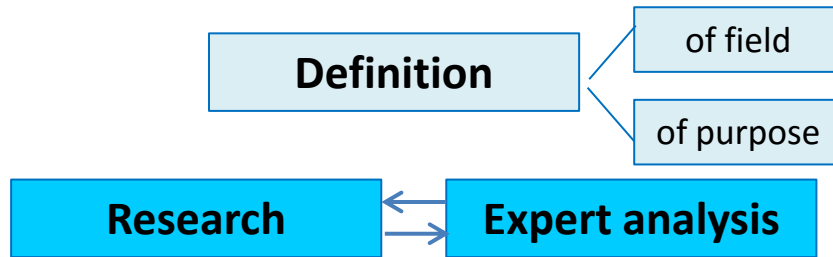 of field
Definition
of purpose
Research
Expert analysis